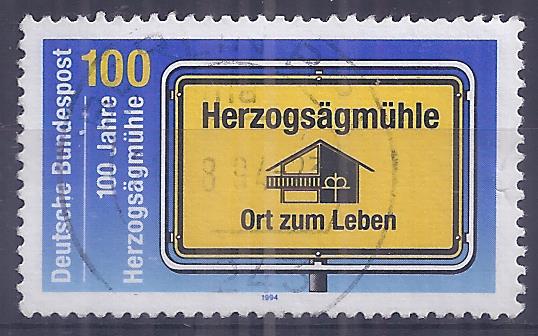 Deutsche Bundespost
100
100 Jahre
Herzogsägmühle
Herzogsägmühle
Ort zum Leben
1994